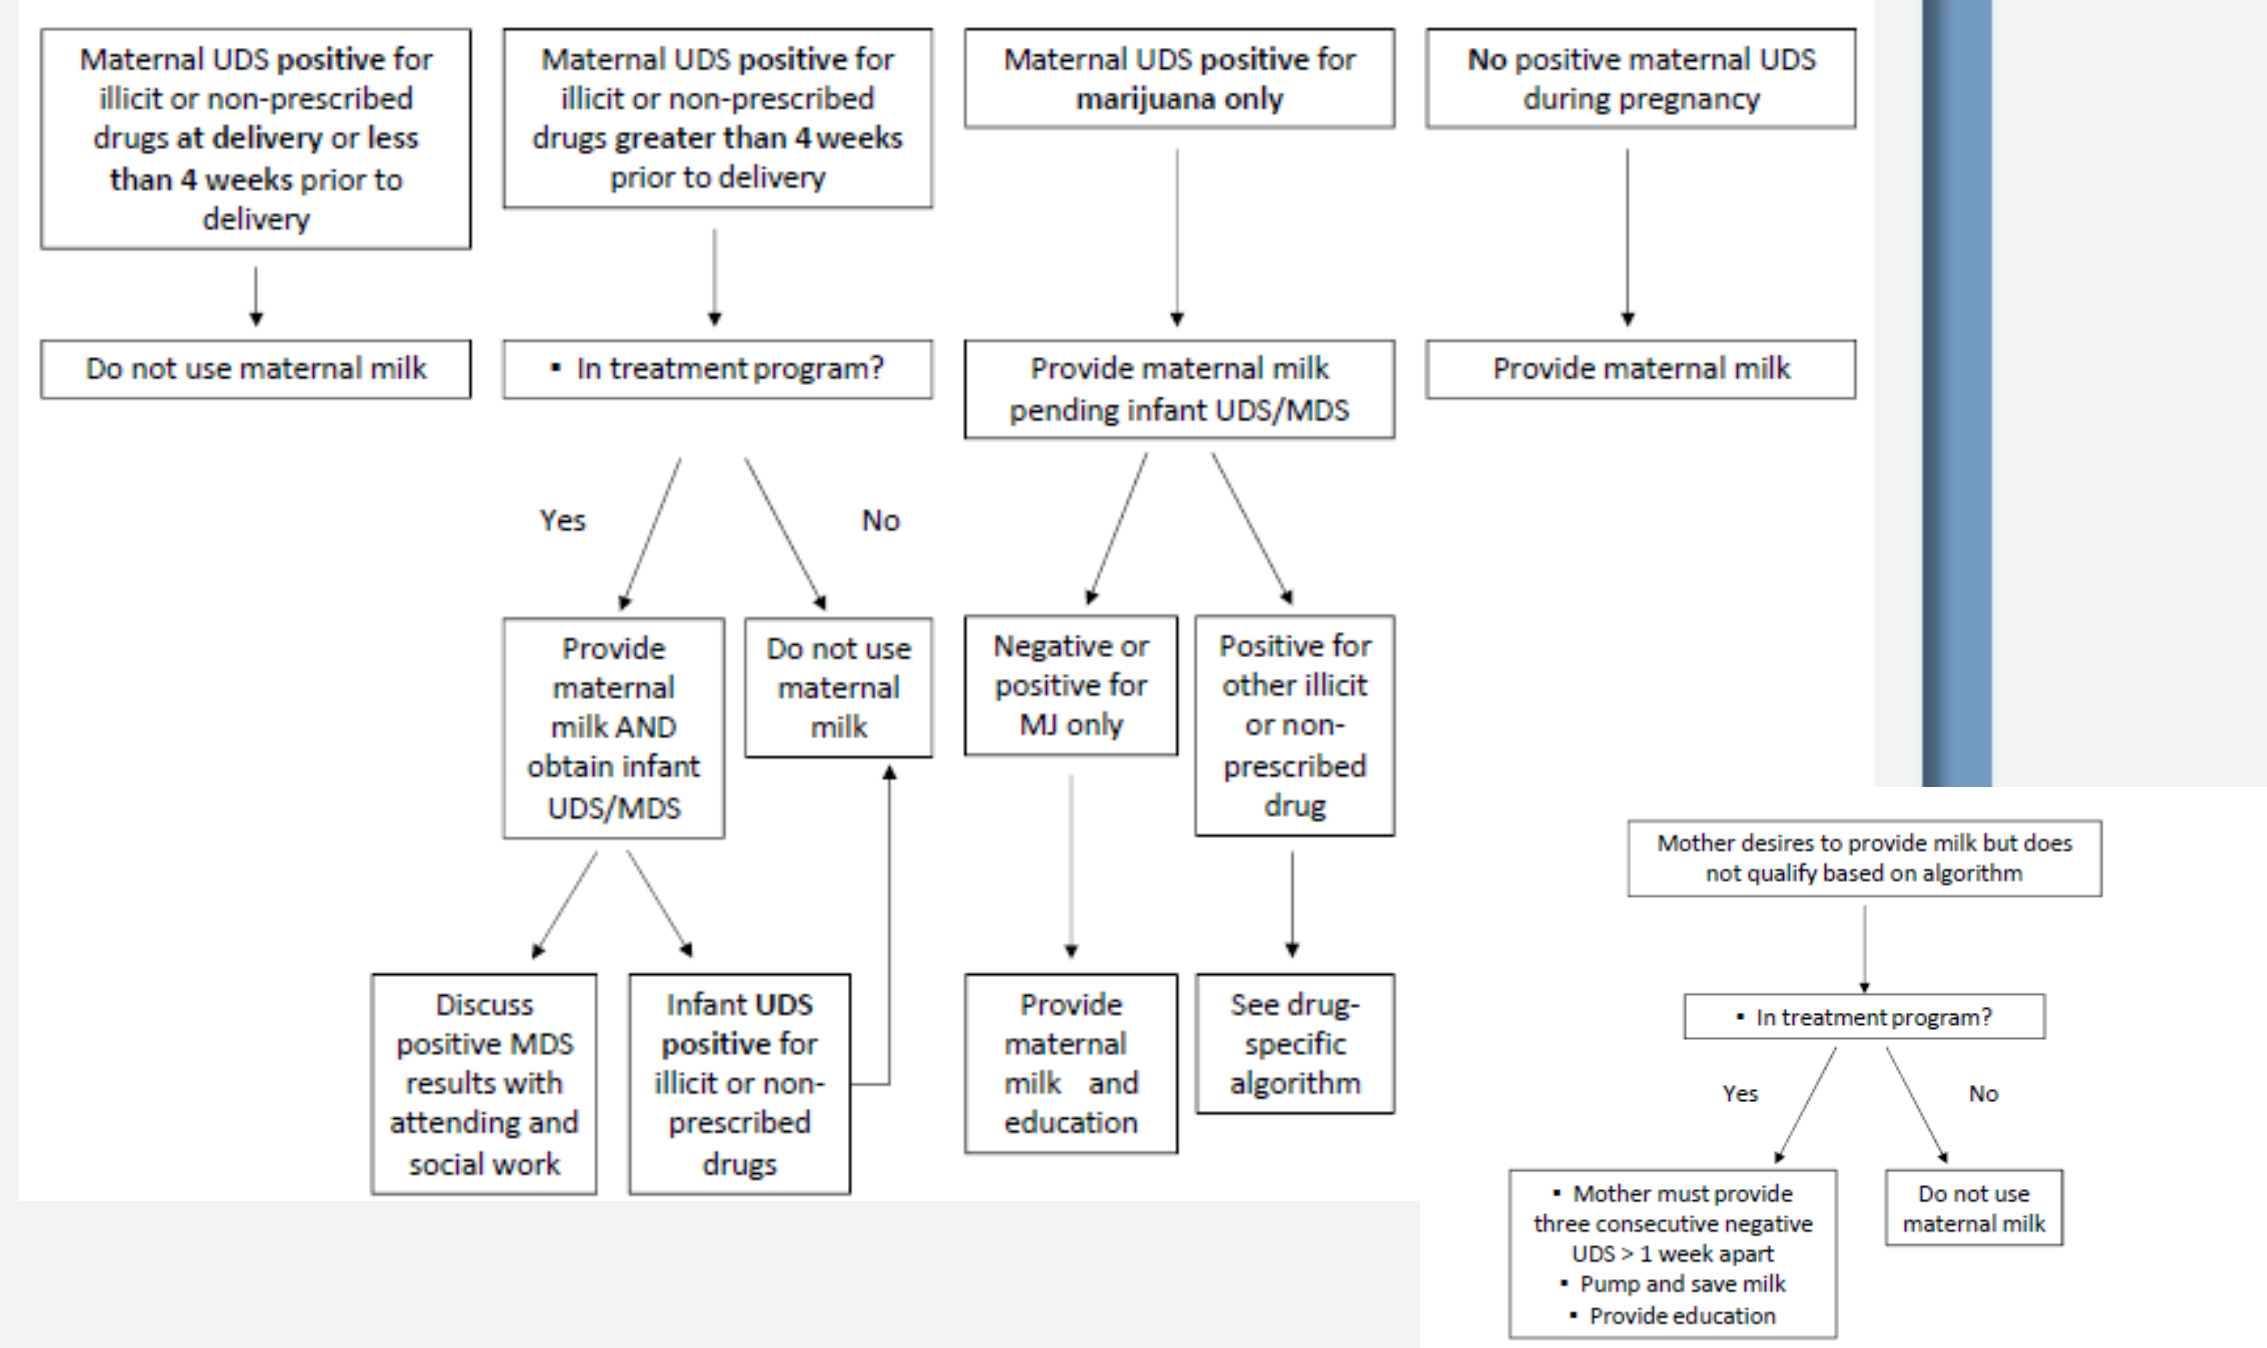 Maternal UDS positive for
illicit or non-prescribed
drugs at delivery or less
than 4 weeks prior to
delivery
Maternal UDS positive for
illicit or non-prescribed
drugs greater than 4 weeks
prior to delivery
Maternal UDS positive for
marijuana only
No positive maternal UDS
during pregnancy
Do not use maternal milk
▪ In treatment program?
Provide maternal milk
pending infant UDS/MDS
Provide maternal milk
Yes
No
Provide
maternal
milk AND
obtain infant
UDS/MDS
Do not use
maternal
milk
Negative or
positive for
MJ only
Positive for
other illicit
or non-
prescribed
drug
Discuss
positive MDS
results with
attending and
social work
Infant UDS
positive for
illicit or non-
prescribed
drugs
Provide
maternal
milk and
education
See drug-
specific
algorithm
Mother desires to provide milk but does
not qualify based on algorithm
▪ In treatment program?
Yes
No
▪ Mother must provide
three consecutive negative
UDS > 1 week apart
▪ Pump and save milk
▪ Provide education
Do not use
maternal milk